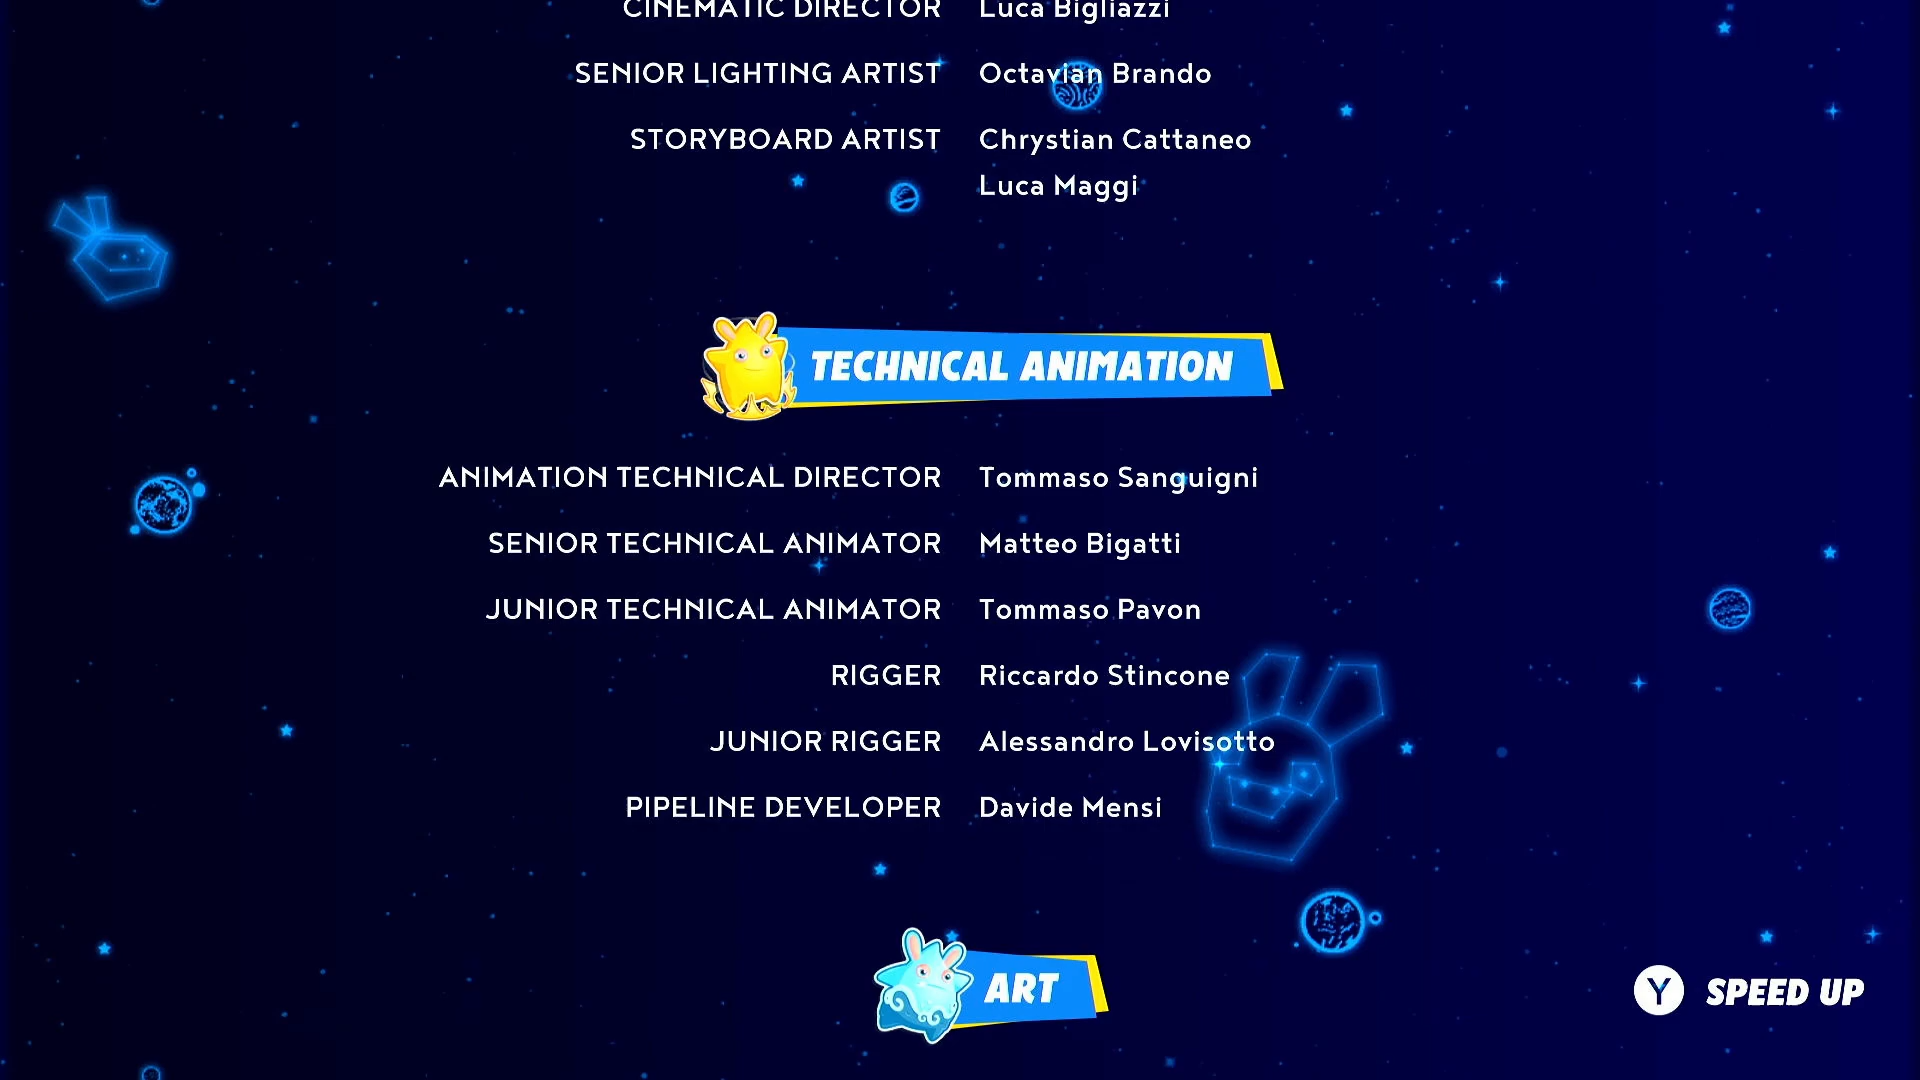 CINEMATIC DIRECTOR Luca Bigliazzi
SENIOR LIGHTING ARTIST Octavian Brando
STORYBOARD ARTIST Chrystian Cattaneo
Luca Maggi
TECHNICAL ANIMATION
ANIMATION TECHNICAL DIRECTOR Tommaso Sanguigni
SENIOR TECHNICAL ANIMATOR Matteo Bigatti
JUNIOR TECHNICAL ANIMATOR Tommaso Pavon
RIGGER Riccardo Stincone
JUNIOR RIGGER Alessandro Lovisotto
PIPELINE DEVELOPER Davide Mensi
ART
Y SPEED UP